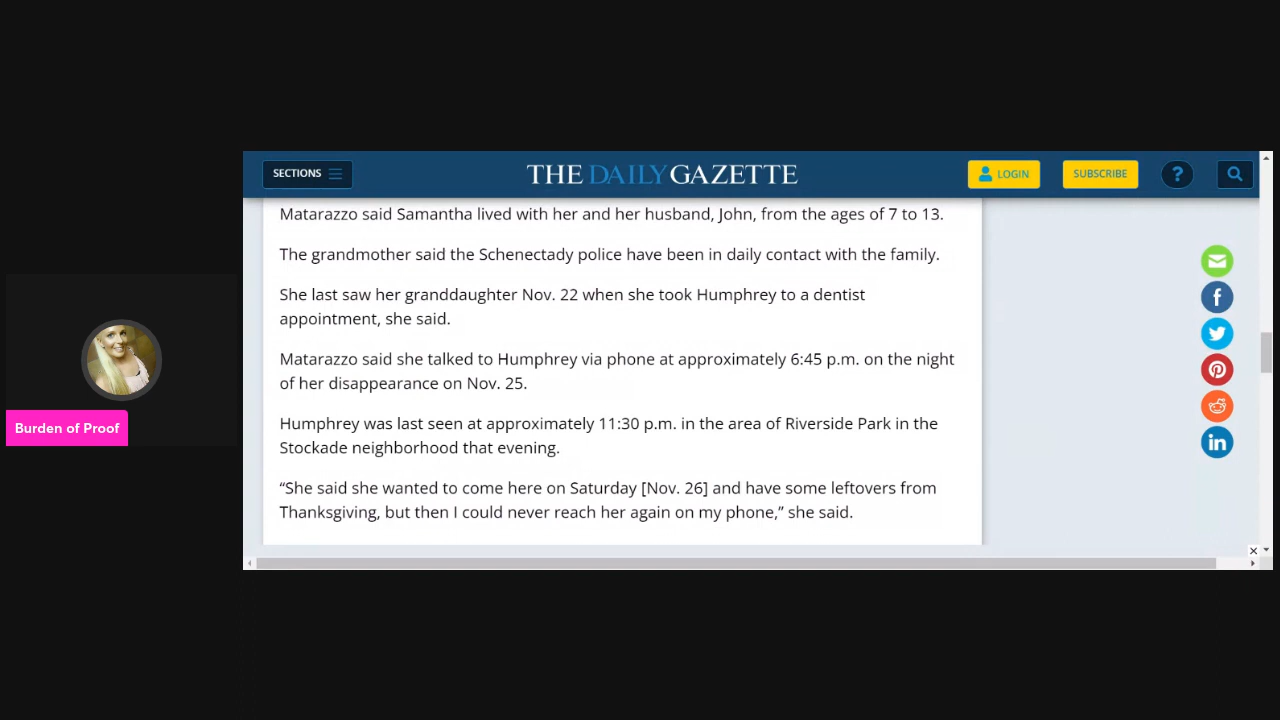 SECTIONS
THE DAILY GAZETTE
LOGIN
SUBSCRIBE
?
Matarazzo said Samantha lived with her and her husband, John, from the ages of 7 to 13.
The grandmother said the Schenectady police have been in daily contact with the family.
She last saw her granddaughter Nov. 22 when she took Humphrey to a dentist
appointment, she said.
Matarazzo said she talked to Humphrey via phone at approximately 6:45 p.m. on the night
of her disappearance on Nov. 25.
Humphrey was last seen at approximately 11:30 p.m. in the area of Riverside Park in the
Stockade neighborhood that evening.
“She said she wanted to come here on Saturday [Nov. 26] and have some leftovers from
Thanksgiving, but then I could never reach her again on my phone,” she said.
Burden of Proof